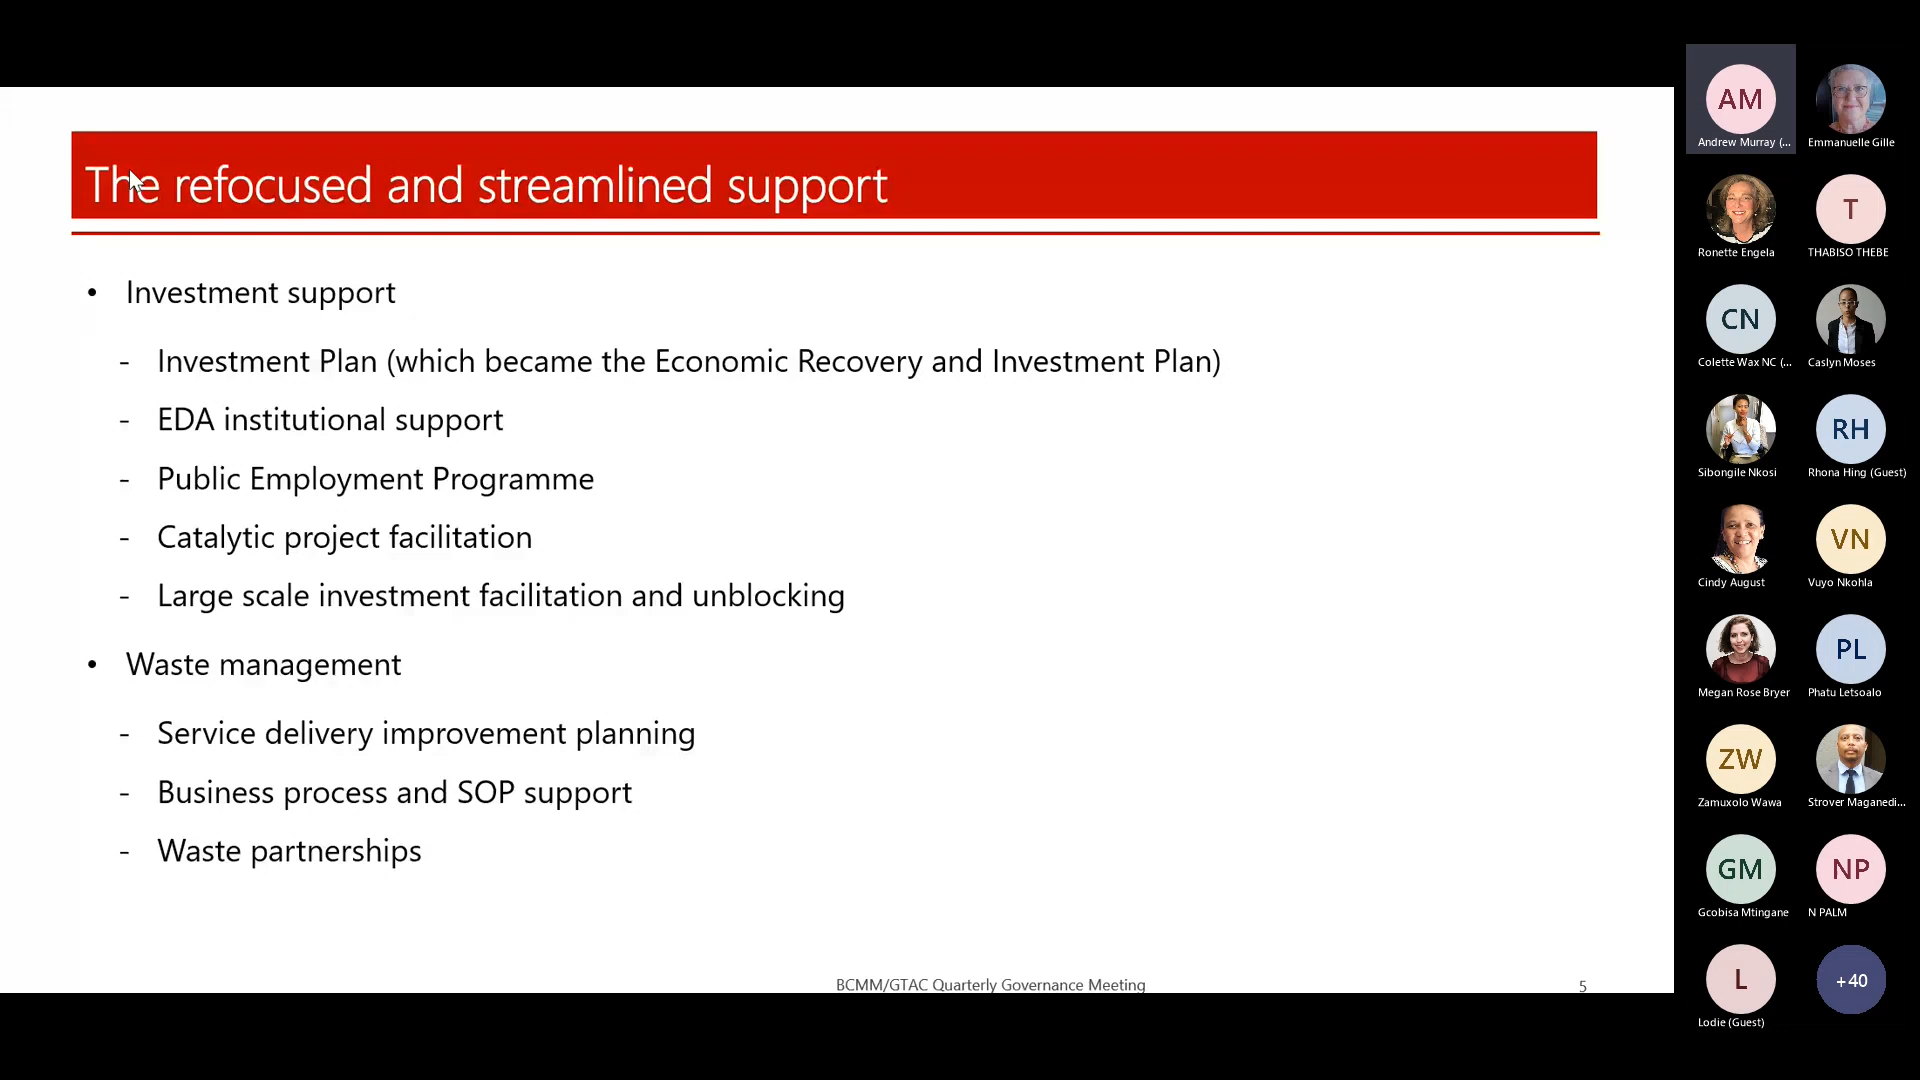 The refocused and streamlined support
• Investment support
- Investment Plan (which became the Economic Recovery and Investment Plan)
- EDA institutional support
- Public Employment Programme
- Catalytic project facilitation
- Large scale investment facilitation and unblocking
• Waste management
- Service delivery improvement planning
- Business process and SOP support
- Waste partnerships
BCMM/GTAC Quarterly Governance Meeting
5
AM
Andrew Murray (...
Emmanuelle Gille
Ronette Engela
T
THABISO THEBE
CN
Colette Wax NC (...
Caslyn Moses
Sibongile Nkosi
RH
Rhona Hing (Guest)
Cindy August
VN
Vuyo Nkohla
Megan Rose Bryer
PL
Phatu Letsoalo
ZW
Zamuxolo Wawa
Strover Maganedi...
GM
Gcobisa Mtingane
NP
N PALM
L
Lodie (Guest)
+40